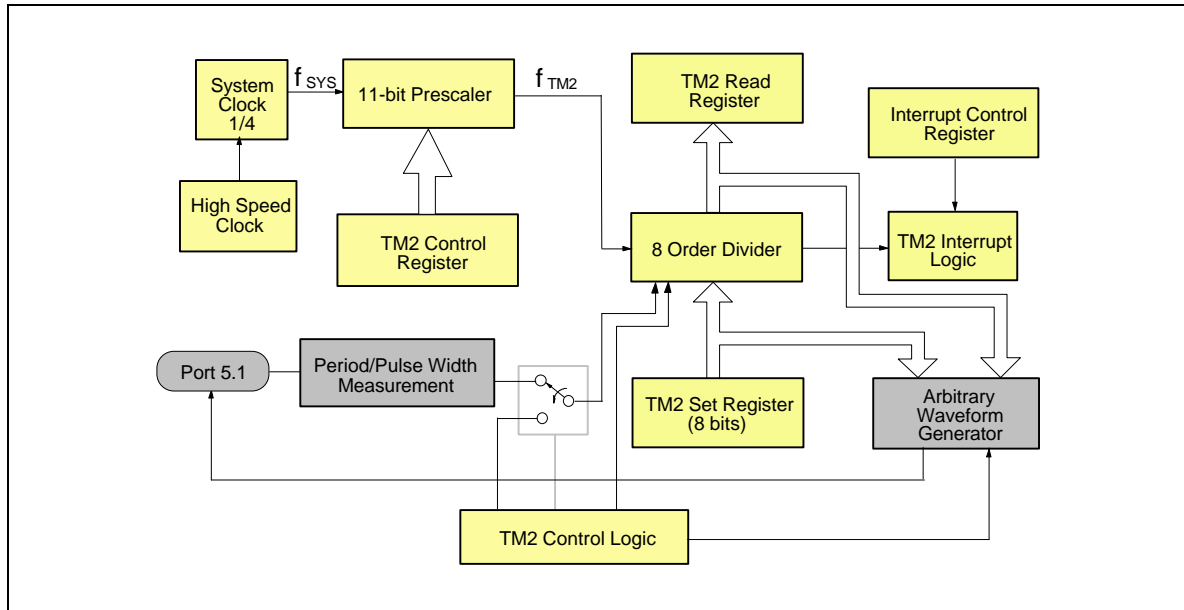 System
Clock
1/4
f SYS
11-bit Prescaler
f TM2
TM2 Read
Register
Interrupt Control
Register
High Speed
Clock
TM2 Control
Register
8 Order Divider
TM2 Interrupt
Logic
Port 5.1
Period/Pulse Width
Measurement
TM2 Set Register
(8 bits)
Arbitrary
Waveform
Generator
TM2 Control Logic